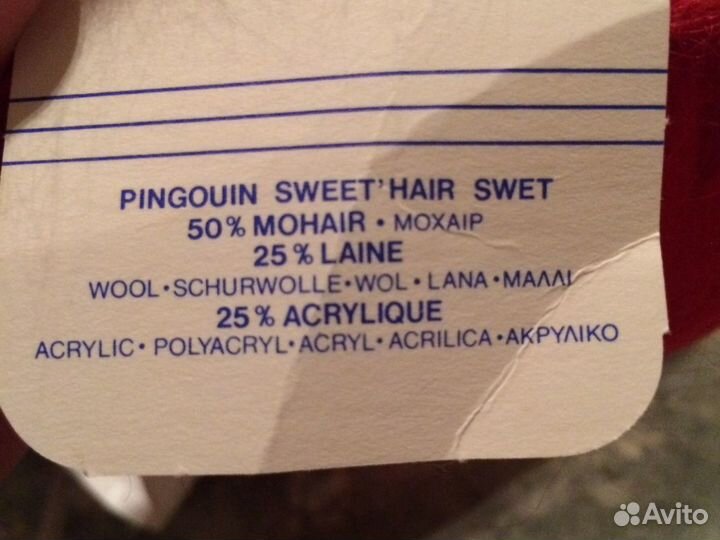 PINGOUIN SWEET'HAIR SWET
50% MOHAIR • ΜΟΧΑΙΡ
25% LAINE
WOOL•SCHURWOLLE•WOL•LANA•ΜΑΛΛΙ
25% ACRYLIQUE
ACRYLIC•POLYACRYL•ACRYL•ACRILICA•ΑΚΡΥΛΙΚΟ
Avito